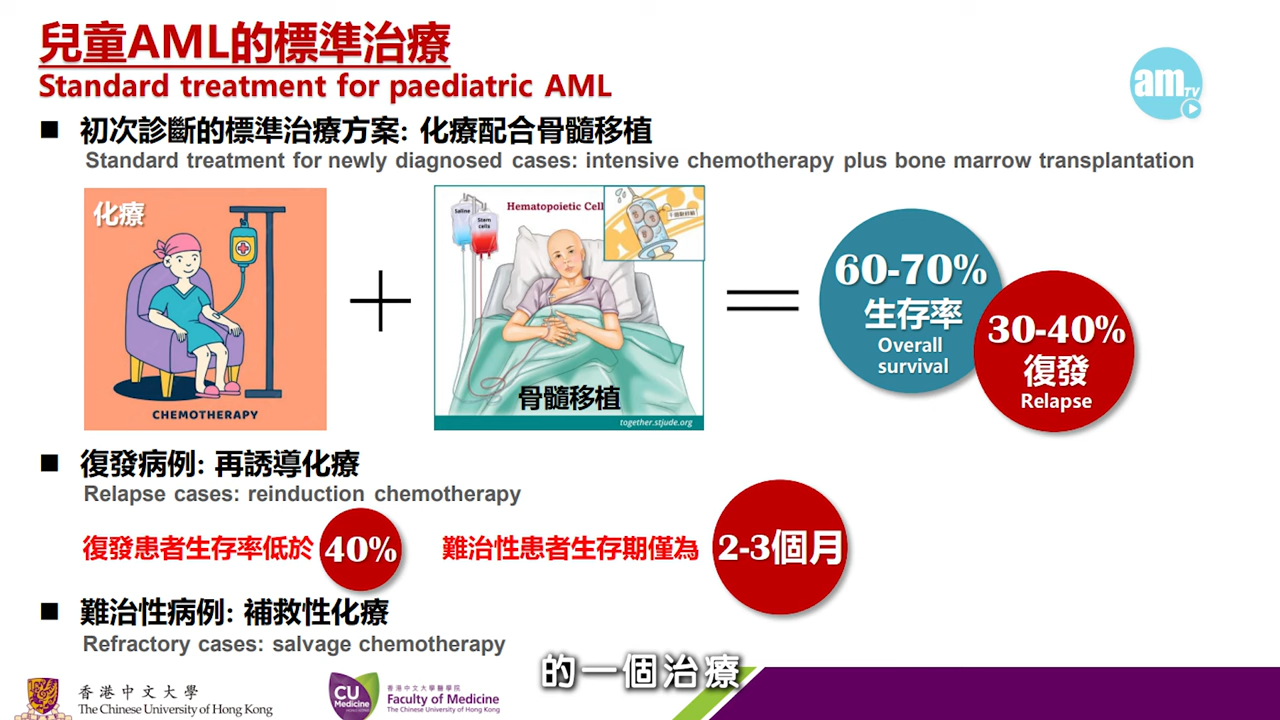 兒童AML的標準治療
Standard treatment for paediatric AML
am TV
■ 初次診斷的標準治療方案: 化療配合骨髓移植
Standard treatment for newly diagnosed cases: intensive chemotherapy plus bone marrow transplantation
化療
CHEMOTHERAPY
+
Hematopoietic Cell
Saline
Stem cells
骨髓移植
together.stjude.org
=
60-70%
生存率
Overall
survival
30-40%
復發
Relapse
■ 復發病例: 再誘導化療
Relapse cases: reinduction chemotherapy
復發患者生存率低於 40%
難治性患者生存期僅為 2-3個月
■ 難治性病例: 補救性化療
Refractory cases: salvage chemotherapy
的一個治療
香港中文大學
The Chinese University of Hong Kong
CU
Medicine
香港中文大學醫學院
Faculty of Medicine
The Chinese University of Hong Kong